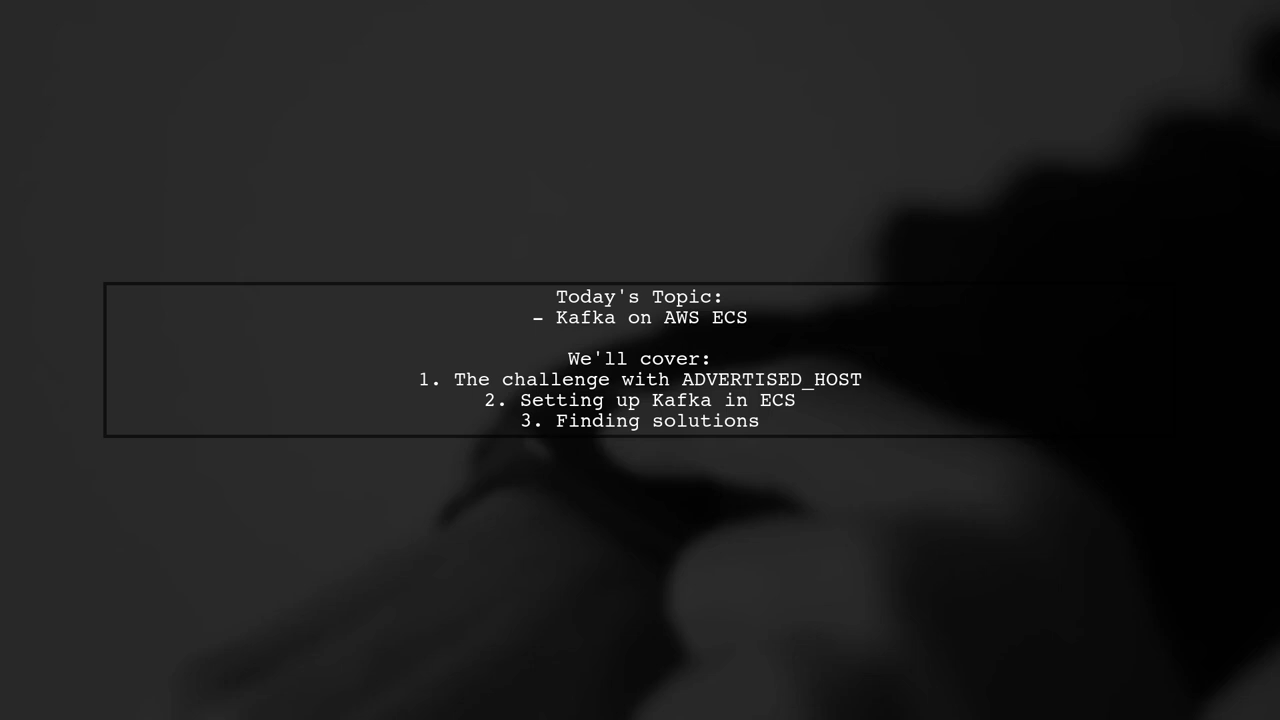 Today's Topic:
- Kafka on AWS ECS
We'll cover:
1. The challenge with ADVERTISED_HOST
2. Setting up Kafka in ECS
3. Finding solutions